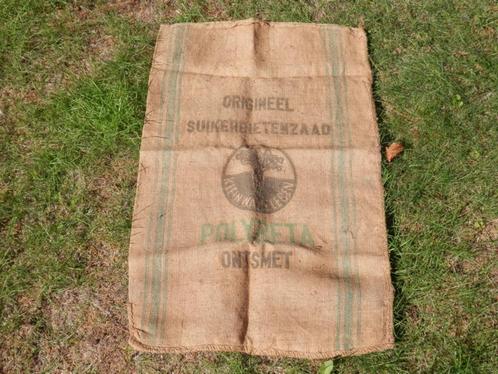 ORIGINEEL
SUIKERBIETENZAAD
POLYBETA
ONTSMET